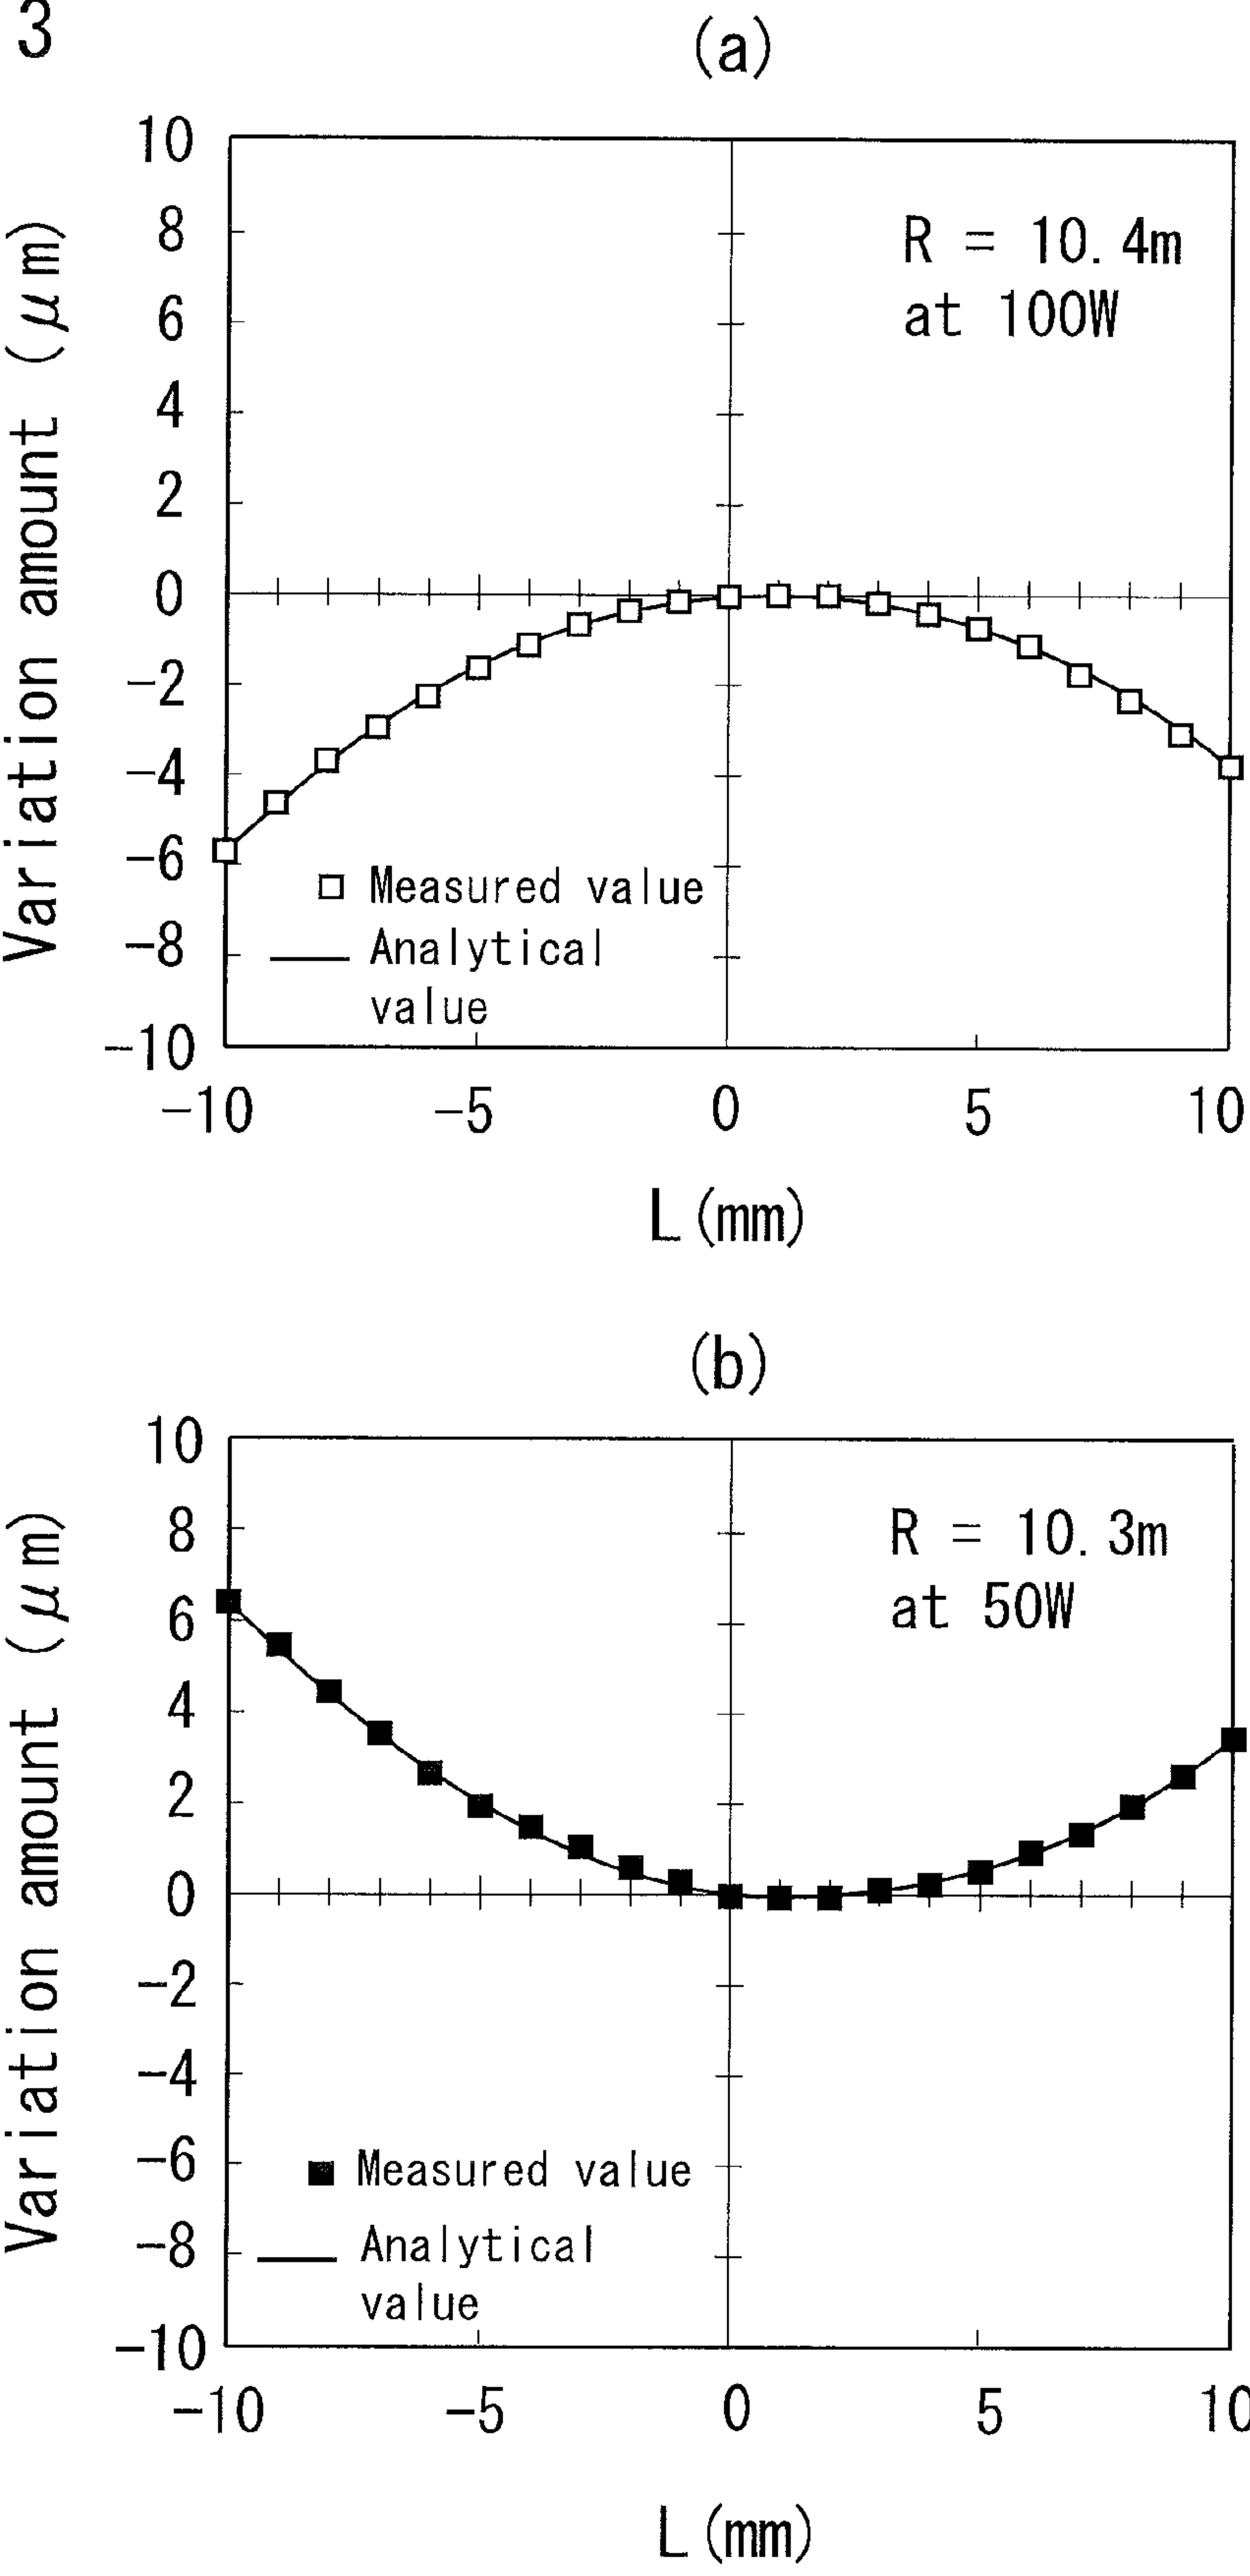 3
(a)
Variation amount (μm)
10
8
6
4
2
0
-2
-4
-6
-8
-10
R = 10.4m
at 100W
Measured value
Analytical
value
-10 -5 0 5 10
L(mm)
(b)
Variation amount (μm)
10
8
6
4
2
0
-2
-4
-6
-8
-10
R = 10.3m
at 50W
Measured value
Analytical
value
-10 -5 0 5 10
L(mm)